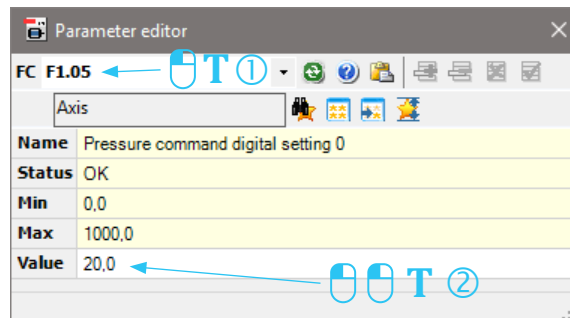 Parameter editor
FC F1.05 T ①
Axis
Name Pressure command digital setting 0
Status OK
Min 0,0
Max 1000,0
Value 20,0
T ②